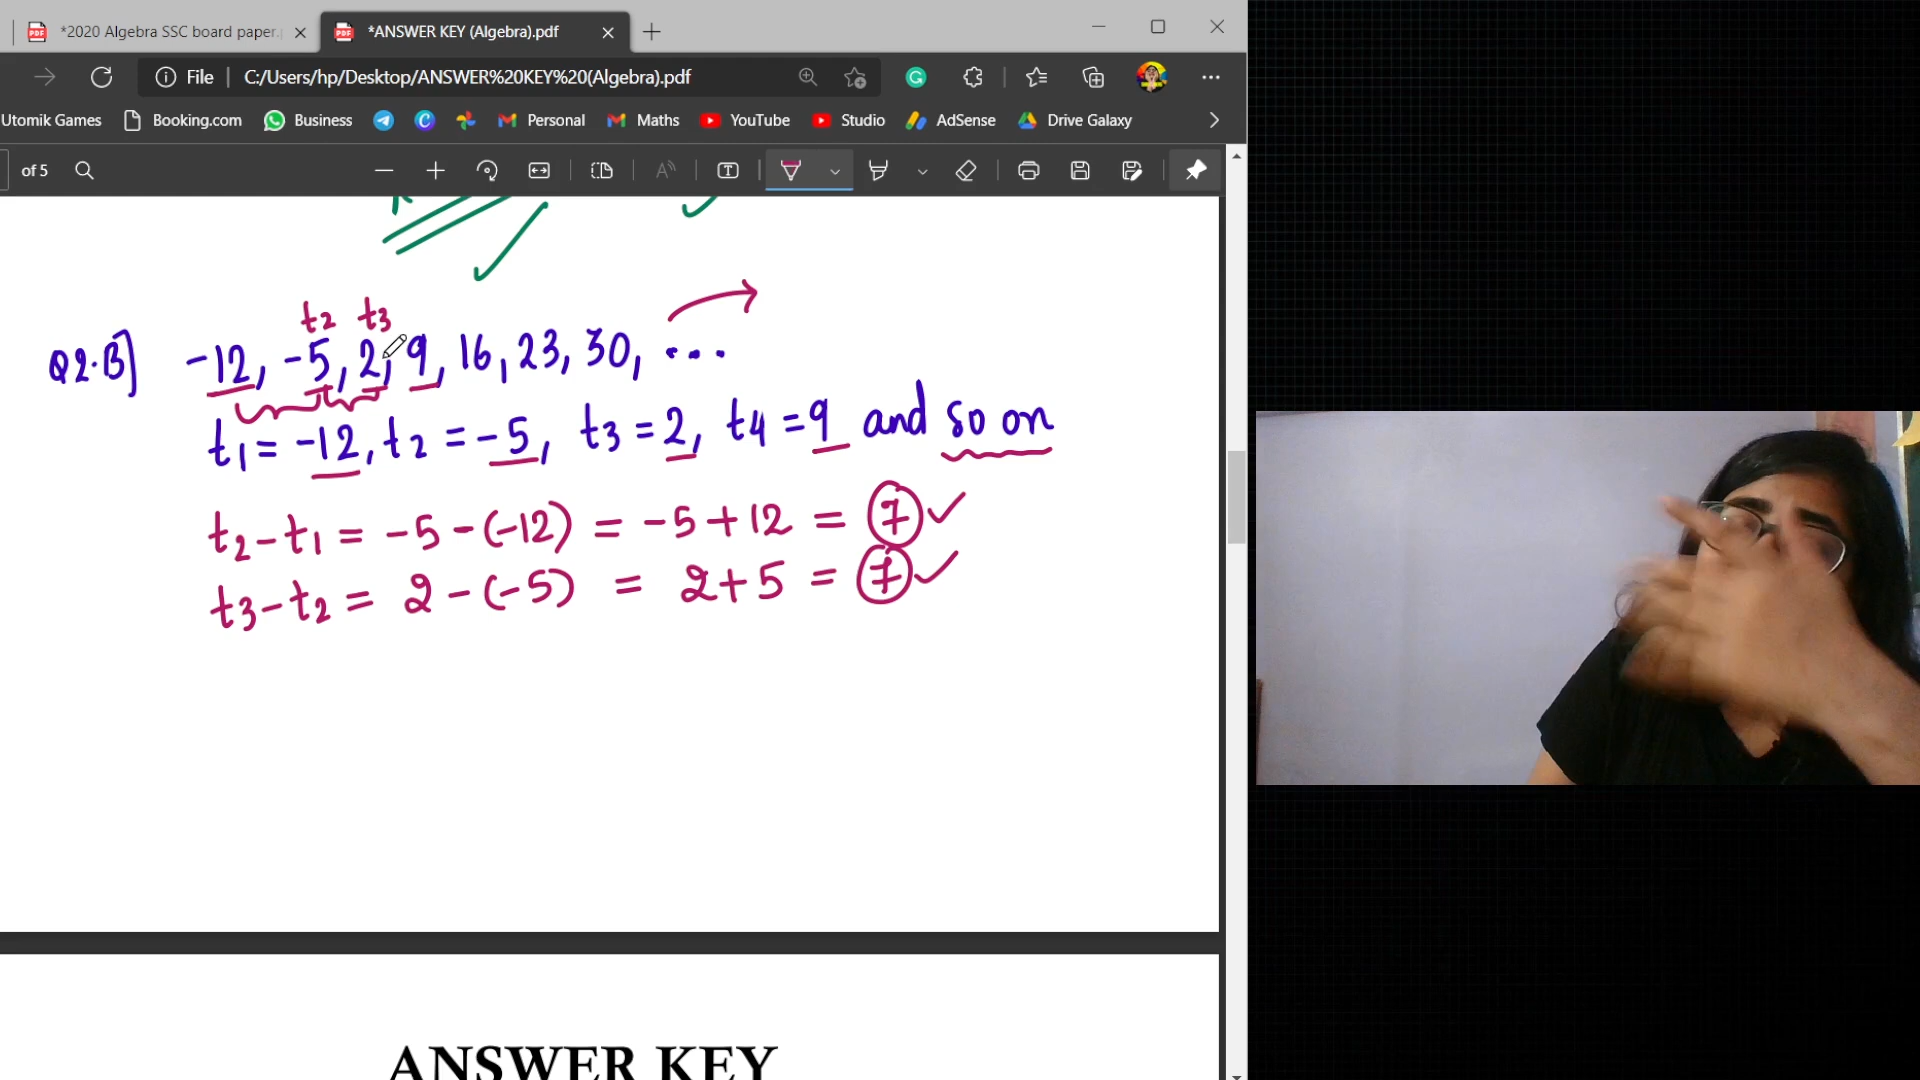 *2020 Algebra SSC board paper.
*ANSWER KEY (Algebra).pdf
File C:/Users/hp/Desktop/ANSWER%20KEY%20(Algebra).pdf
Utomik Games Booking.com Business Personal Maths YouTube Studio AdSense Drive Galaxy
of 5
t2 t3
Q2.B] -12, -5, 2, 9, 16, 23, 30, ...
t1 = -12, t2 = -5, t3 = 2, t4 = 9 and so on
t2 - t1 = -5 - (-12) = -5 + 12 = 7 ✓
t3 - t2 = 2 - (-5) = 2 + 5 = 7 ✓
ANSWER KEY